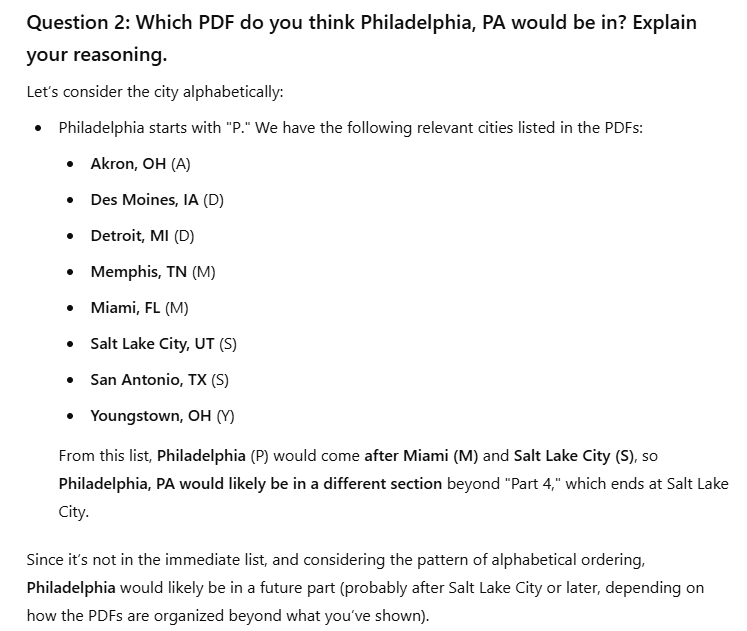 Question 2: Which PDF do you think Philadelphia, PA would be in? Explain
your reasoning.
Let's consider the city alphabetically:
• Philadelphia starts with "P." We have the following relevant cities listed in the PDFs:
• Akron, OH (A)
• Des Moines, IA (D)
• Detroit, MI (D)
• Memphis, TN (M)
• Miami, FL (M)
• Salt Lake City, UT (S)
• San Antonio, TX (S)
• Youngstown, OH (Y)
From this list, Philadelphia (P) would come after Miami (M) and Salt Lake City (S), so
Philadelphia, PA would likely be in a different section beyond "Part 4," which ends at Salt Lake
City.
Since it's not in the immediate list, and considering the pattern of alphabetical ordering,
Philadelphia would likely be in a future part (probably after Salt Lake City or later, depending on
how the PDFs are organized beyond what you've shown).